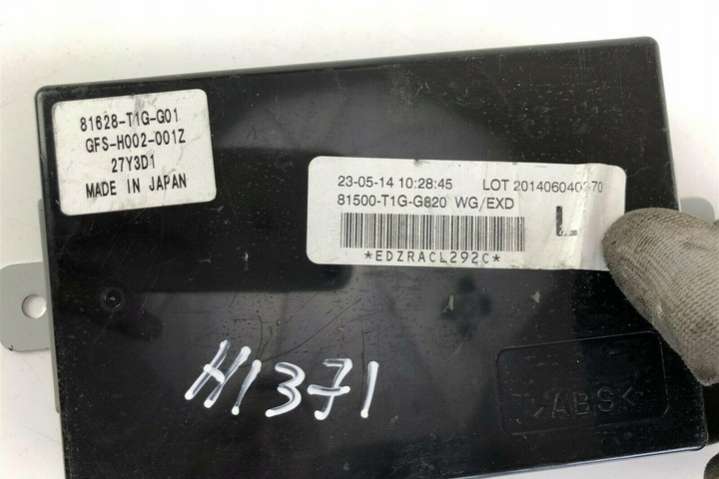 81628-T1G-G01
GFS-H002-001Z
27Y3D1
MADE IN JAPAN
23-05-14 10:28:45 LOT 201406040370
81500-T1G-G820 WG/EXD
L
*EDZRACL292C*
H1371
>ABS<